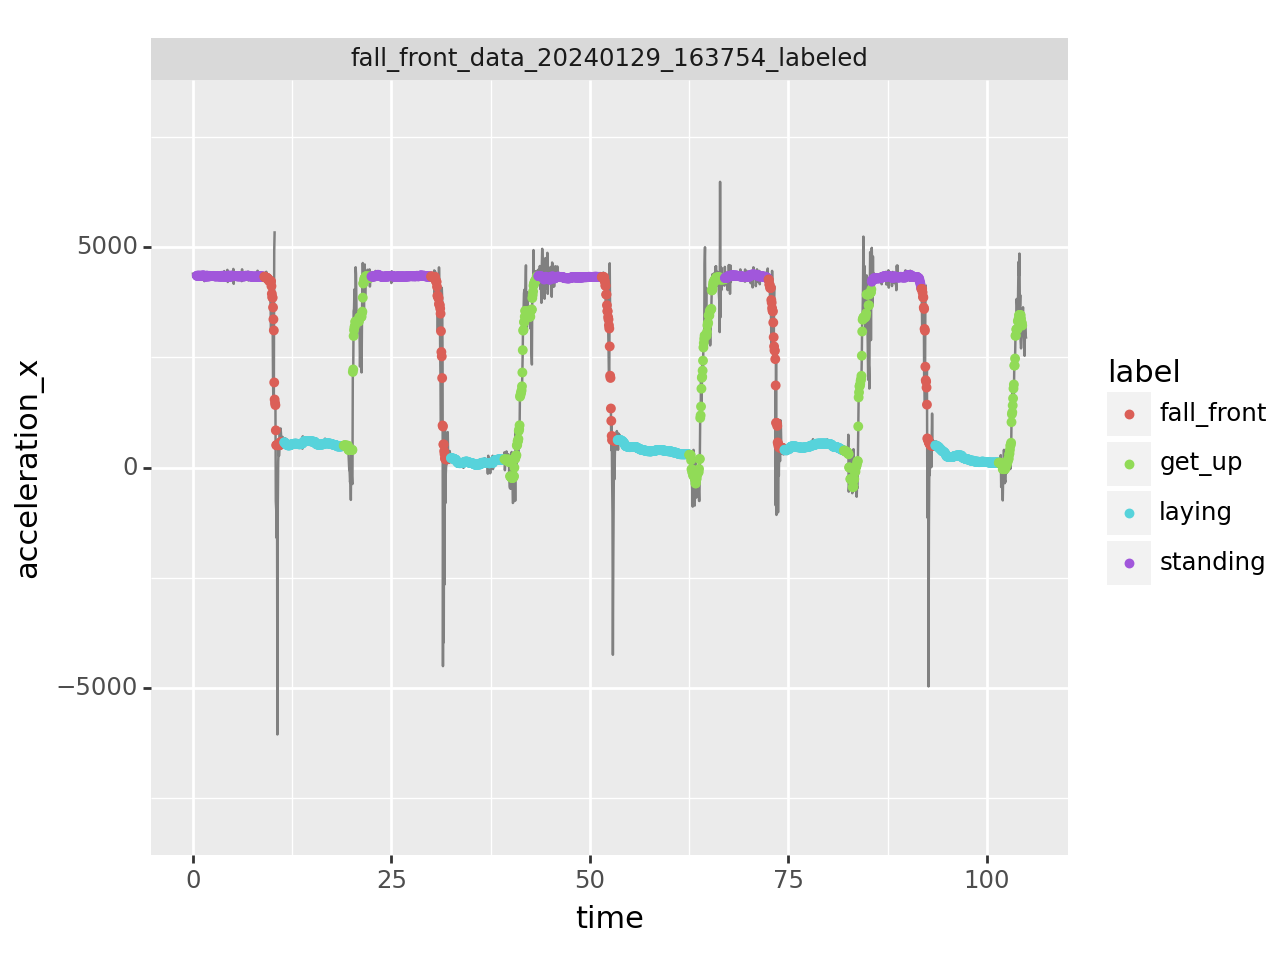 fall_front_data_20240129_163754_labeled
5000
0
−5000
acceleration_x
0 25 50 75 100
time
label
fall_front
get_up
laying
standing